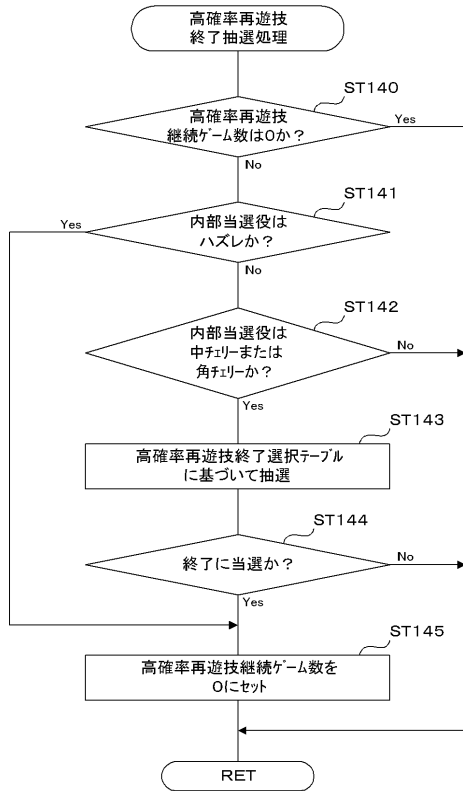 高確率再遊技
終了抽選処理
ST140
高確率再遊技
継続ゲーム数は0か？
Yes
No
ST141
Yes
内部当選役は
ハズレか？
No
ST142
内部当選役は
中チェリーまたは
角チェリーか？
No
Yes
ST143
高確率再遊技終了選択テーブル
に基づいて抽選
ST144
終了に当選か？
No
Yes
ST145
高確率再遊技継続ゲーム数を
0にセット
RET